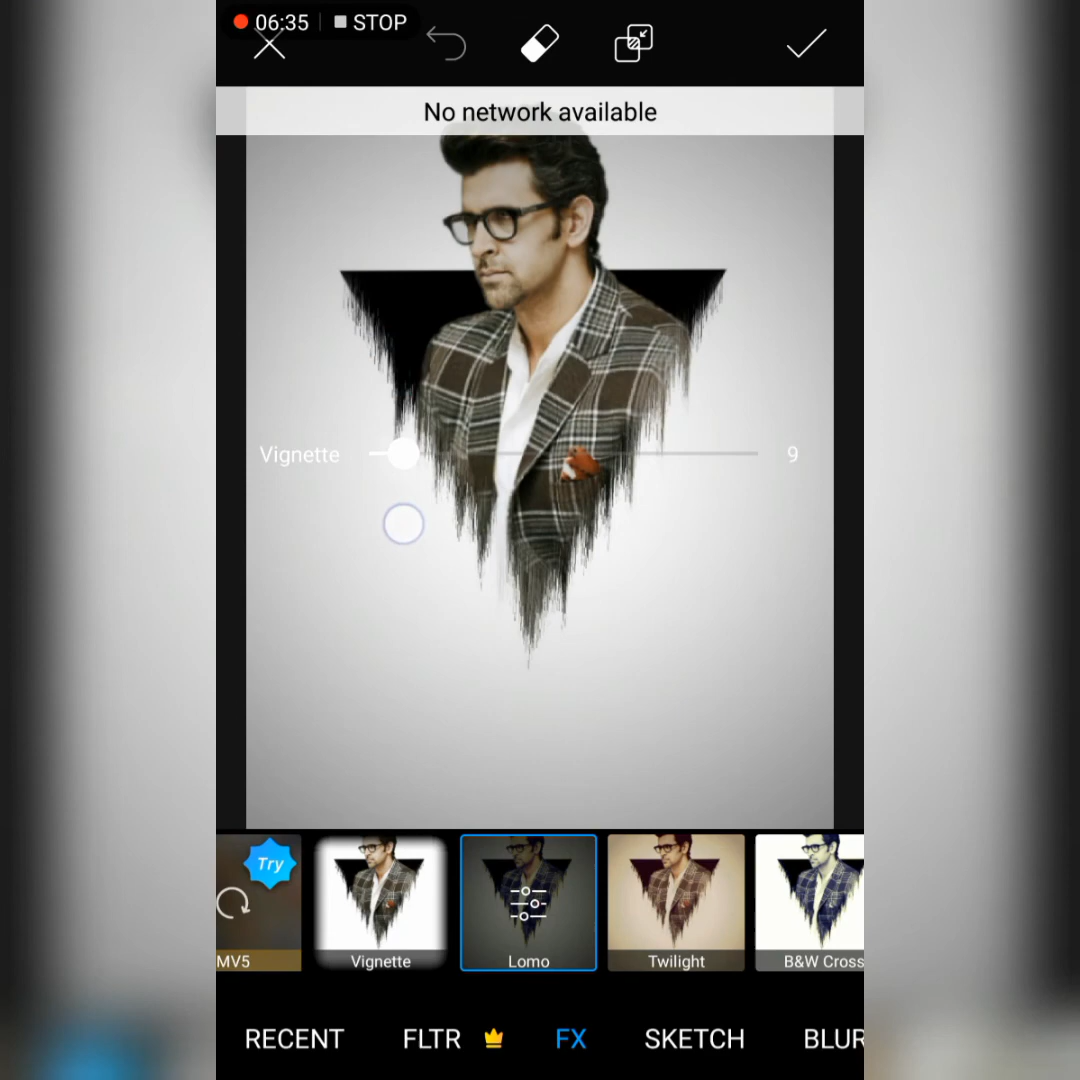 06:35 STOP
No network available
Vignette 9
Try
MV5 Vignette Lomo Twilight B&W Cross
RECENT FLTR FX SKETCH BLUR